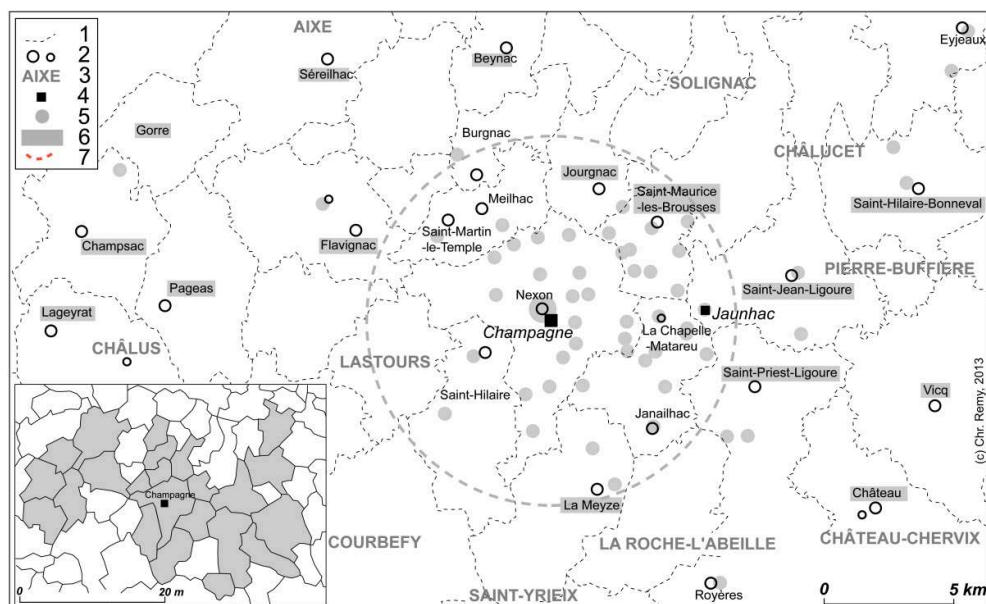 1
2
AIXE 3
4
5
6
7
AIXE
Séreilhac
Beynac
Eyjeaux
SOLIGNAC
Gorre
Burgnac
CHÂLUCET
Jourgnac
Saint-Maurice
-les-Brousses
Meilhac
Saint-Hilaire-Bonneval
Champsac
Flavignac
Saint-Martin
-le-Temple
PIERRE-BUFFIERE
Saint-Jean-Ligoure
Pageas
Nexon
Lageyrat
Champagne
Jaunhac
La Chapelle
-Matareu
CHÂLUS
LASTOURS
Saint-Priest-Ligoure
Saint-Hilaire
Vicq
Janailhac
(c) Chr. Remy, 2013
Champagne
La Meyze
Château
COURBEFY
LA ROCHE-L'ABEILLE
CHÂTEAU-CHERVIX
SAINT-YRIEIX
Royères
0 20 m
0 5 km